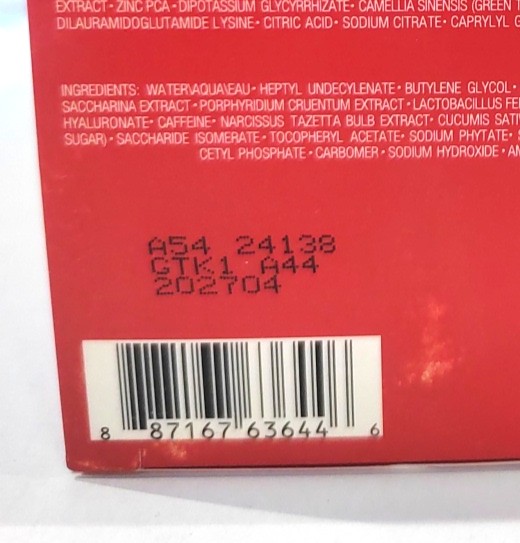 EXTRACT • ZINC PCA • DIPOTASSIUM GLYCYRRHIZATE • CAMELLIA SINENSIS (GREEN
DILAURAMIDOGLUTAMIDE LYSINE • CITRIC ACID • SODIUM CITRATE • CAPRYLYL
INGREDIENTS: WATER\AQUA\EAU • HEPTYL UNDECYLENATE • BUTYLENE GLYCOL •
SACCHARINA EXTRACT • PORPHYRIDIUM CRUENTUM EXTRACT • LACTOBACILLUS
HYALURONATE • CAFFEINE • NARCISSUS TAZETTA BULB EXTRACT • CUCUMIS
SUGAR) • SACCHARIDE ISOMERATE • TOCOPHERYL ACETATE • SODIUM PHYTATE •
CETYL PHOSPHATE • CARBOMER • SODIUM HYDROXIDE •
A54 24138
GTK1 A44
202704
8 87167 63644 6